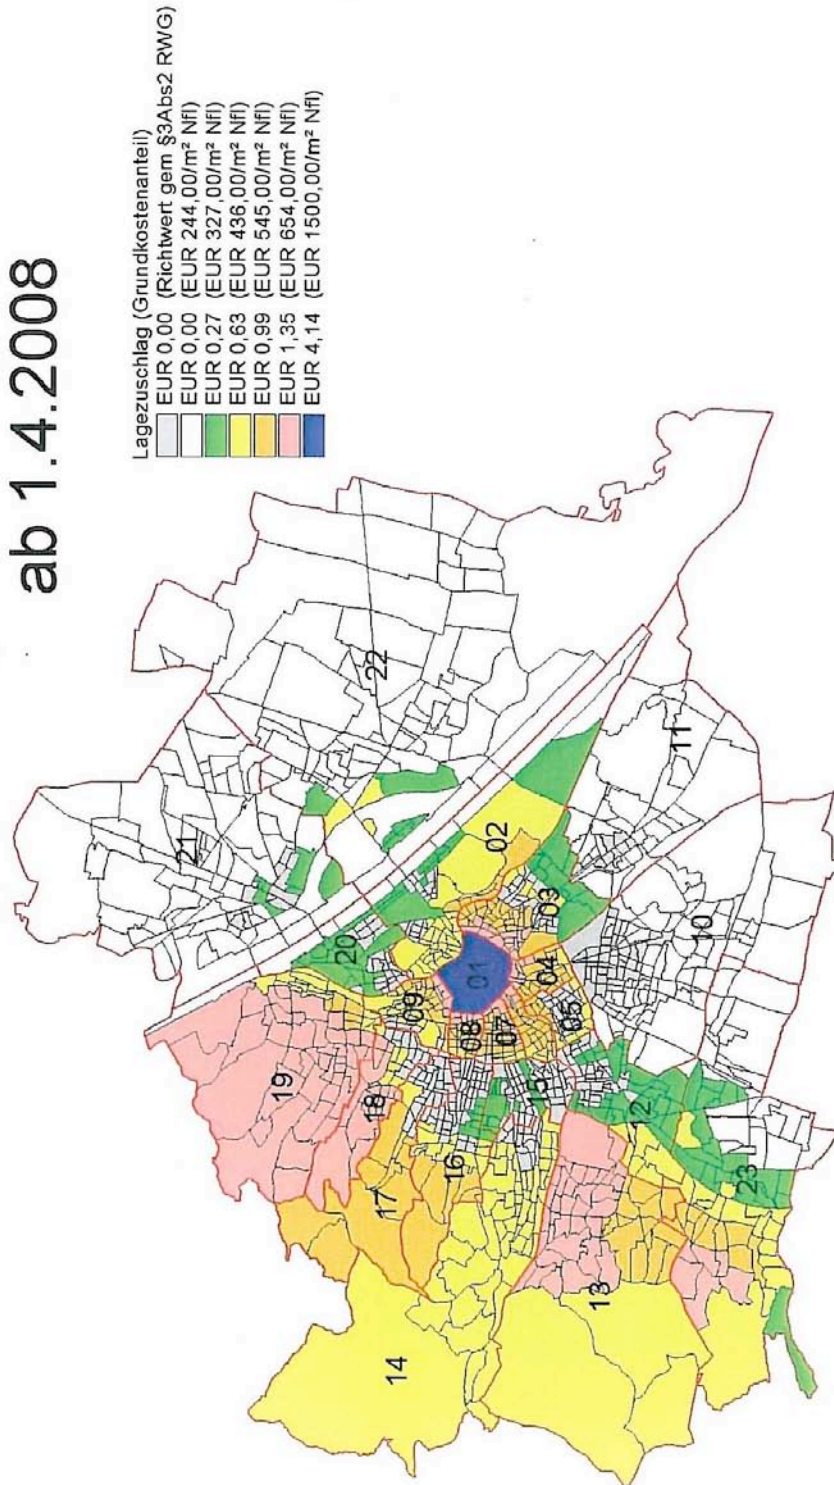 ab 1.4.2008
Lagezuschlag (Grundkostenanteil)
EUR 0,00 (Richtwert gem §3Abs2 RWG)
EUR 0,00 (EUR 244,00/m² Nfl)
EUR 0,27 (EUR 327,00/m² Nfl)
EUR 0,63 (EUR 436,00/m² Nfl)
EUR 0,99 (EUR 545,00/m² Nfl)
EUR 1,35 (EUR 654,00/m² Nfl)
EUR 4,14 (EUR 1500,00/m² Nfl)
21
22
19
20
18
09
02
17
08
01
16
07
03
14
15
04
05
11
13
12
10
23